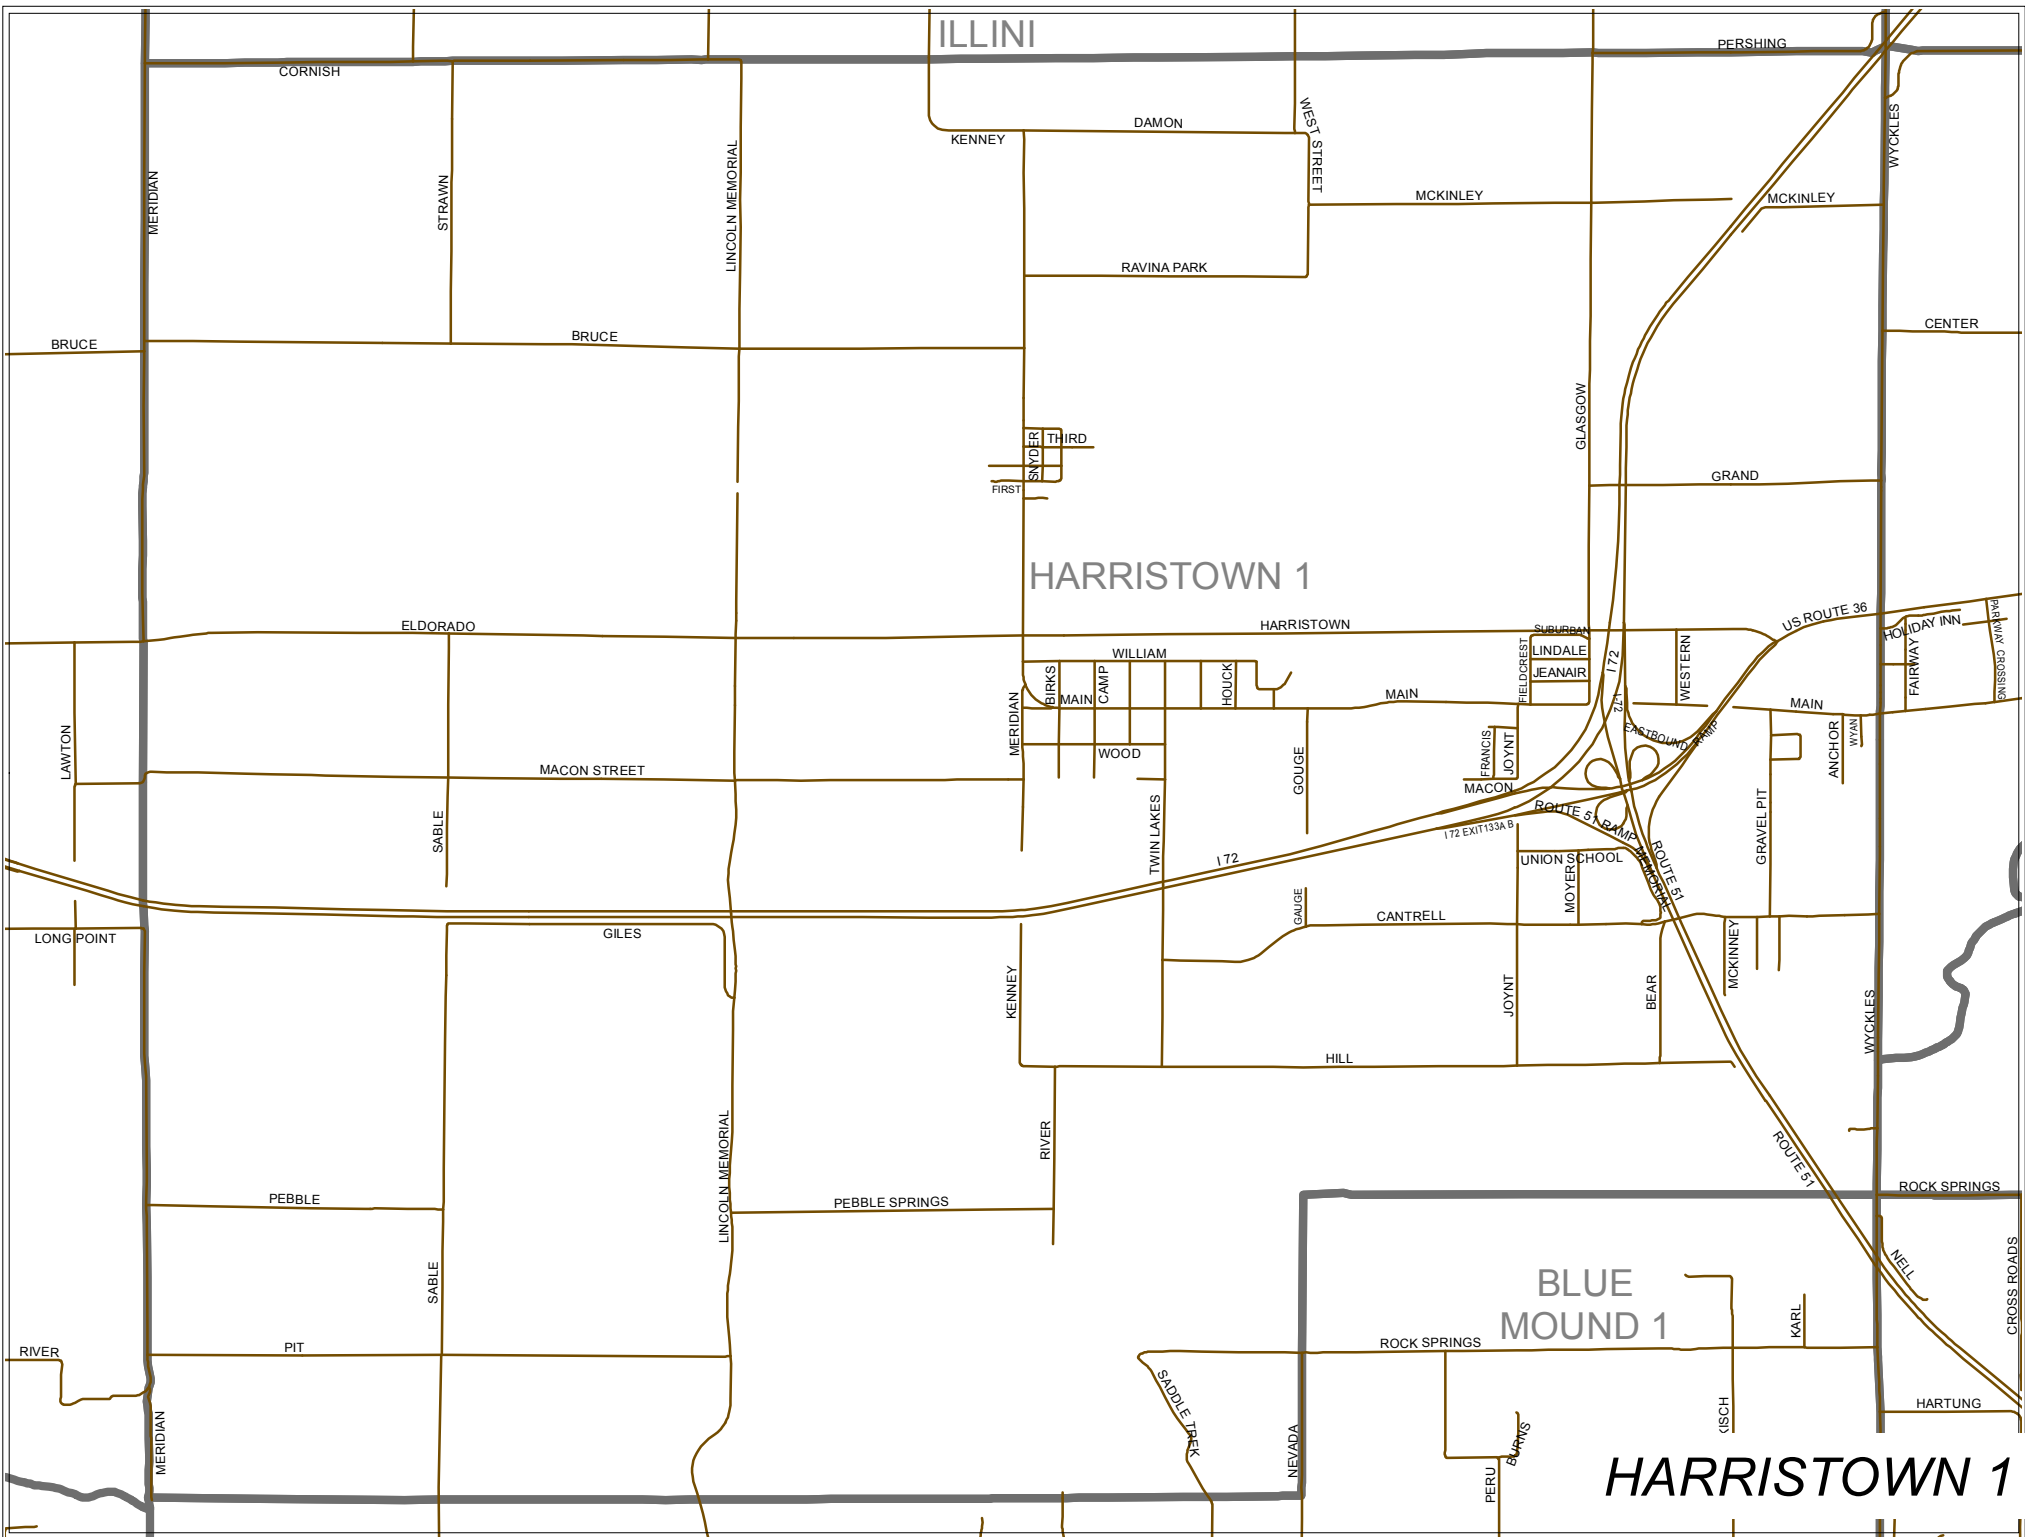 ILLINI
PERSHING
CORNISH
WYCKLES
WEST STREET
DAMON
KENNEY
MERIDIAN
STRAWN
LINCOLN MEMORIAL
MCKINLEY
MCKINLEY
RAVINA PARK
CENTER
BRUCE
BRUCE
GLASGOW
SNYDER
THIRD
GRAND
FIRST
HARRISTOWN 1
ELDORADO
HARRISTOWN
SUBURBAN
US ROUTE 36
HOLIDAY INN
PARKWAY CROSSING
FAIRWAY
WILLIAM
LINDALE
JEANAIR
FIELDCREST
I 72
I-72
WESTERN
BIRKS
MAIN
CAMP
HOUCK
MAIN
MAIN
MERIDIAN
LAWTON
WOOD
GOUGE
FRANCIS
JOYNT
EASTBOUND RAMP
ANCHOR
WYAN
MACON STREET
MACON
SABLE
TWIN LAKES
ROUTE 51 RAMP
I 72 EXIT133A B
I 72
GRAVEL PIT
UNION SCHOOL
MOYER
MEMORIAL
ROUTE 51
GAUGE
CANTRELL
LONG POINT
GILES
MCKINNEY
KENNEY
JOYNT
BEAR
WYCKLES
HILL
LINCOLN MEMORIAL
RIVER
ROUTE 51
PEBBLE
PEBBLE SPRINGS
ROCK SPRINGS
SABLE
NELL
CROSS ROADS
BLUE
MOUND 1
KARL
RIVER
PIT
ROCK SPRINGS
SADDLE TREK
HARTUNG
MERIDIAN
NEVADA
PERU
BURNS
KISCH
HARRISTOWN 1